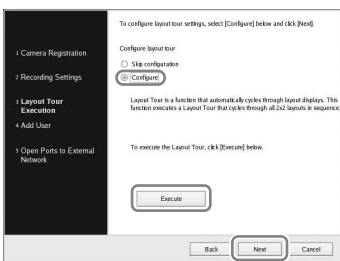 To configure layout tour settings, select [Configure] below and click [Next].
1 Camera Registration
2 Recording Settings
3 Layout Tour
Execution
4 Add User
5 Open Ports to External
Network
Configure layout tour
Skip configuration
Configure
Layout Tour is a function that automatically cycles through layout displays. This
function executes a Layout Tour that cycles through all 2x2 layouts in sequence.
To execute the Layout Tour, click [Execute] below.
Execute
Back
Next
Cancel